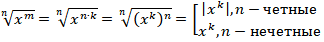 ⁿ√xᵐ = ⁿ√xⁿ·ᵏ = ⁿ√(xᵏ)ⁿ = [ |xᵏ|, n − четные
xᵏ, n − нечетные